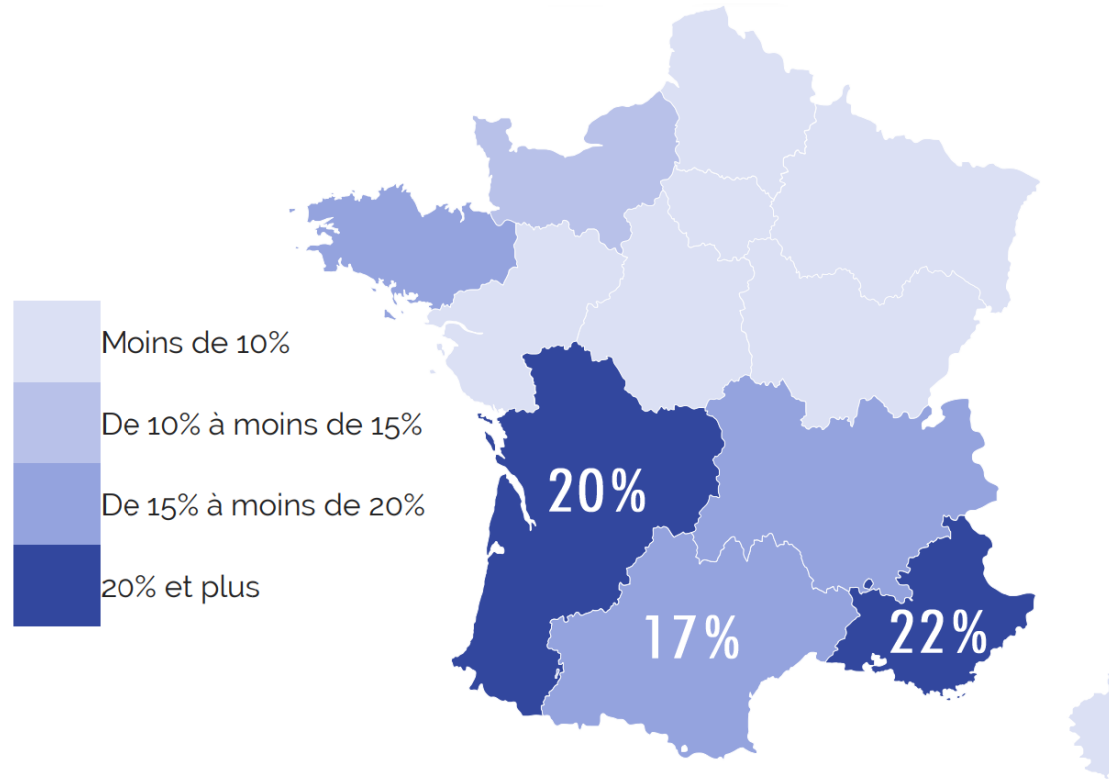 Moins de 10%
De 10% à moins de 15%
De 15% à moins de 20%
20% et plus
20%
17%
22%